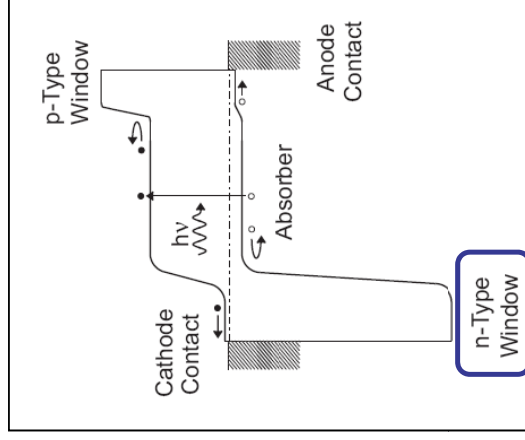 p-Type
Window
hν
Cathode
Contact
Absorber
Anode
Contact
n-Type
Window